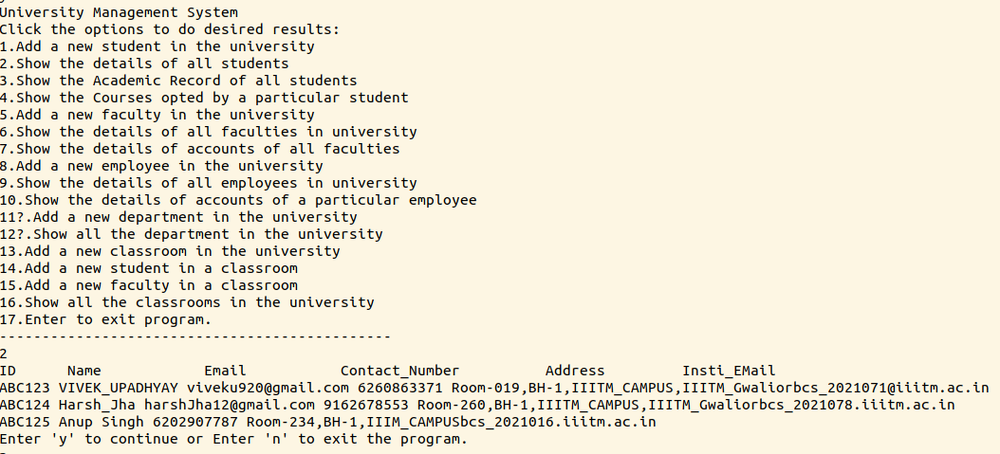 University Management System
Click the options to do desired results:
1.Add a new student in the university
2.Show the details of all students
3.Show the Academic Record of all students
4.Show the Courses opted by a particular student
5.Add a new faculty in the university
6.Show the details of all faculties in university
7.Show the details of accounts of all faculties
8.Add a new employee in the university
9.Show the details of all employees in university
10.Show the details of accounts of a particular employee
11?.Add a new department in the university
12?.Show all the department in the university
13.Add a new classroom in the university
14.Add a new student in a classroom
15.Add a new faculty in a classroom
16.Show all the classrooms in the university
17.Enter to exit program.
----------------------------------------------
2
ID      Name            Email           Contact_Number          Address         Insti_EMail
ABC123 VIVEK_UPADHYAY viveku920@gmail.com 6260863371 Room-019,BH-1,IIITM_CAMPUS,IIITM_Gwaliorbcs_2021071@iiitm.ac.in
ABC124 Harsh_Jha harshJha12@gmail.com 9162678553 Room-260,BH-1,IIITM_CAMPUS,IIITM_Gwaliorbcs_2021078.iiitm.ac.in
ABC125 Anup Singh 6202907787 Room-234,BH-1,IIIM_CAMPUSbcs_2021016.iiitm.ac.in
Enter 'y' to continue or Enter 'n' to exit the program.